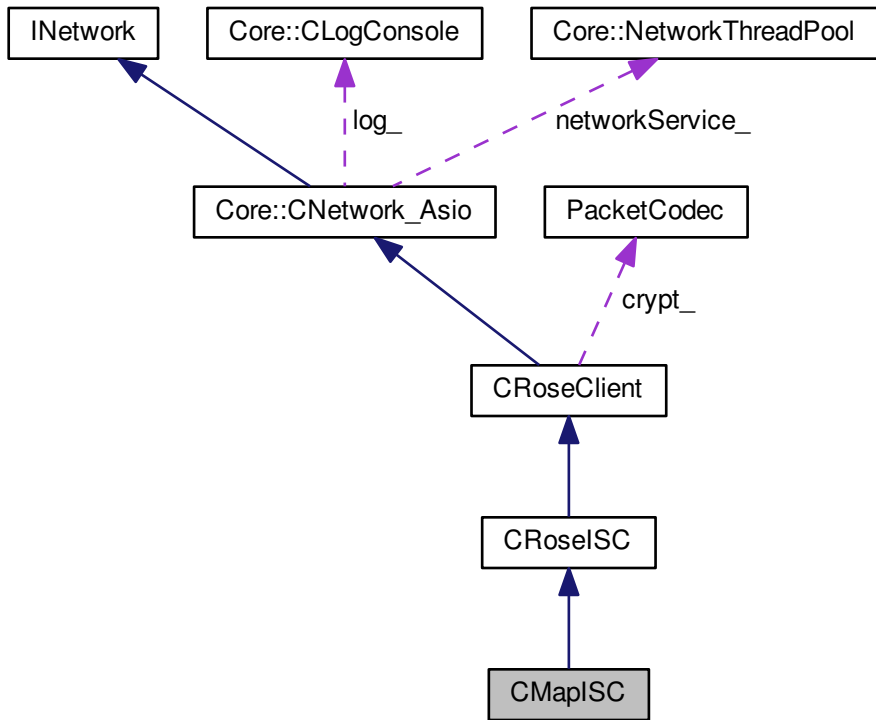 INetwork
Core::CLogConsole
Core::NetworkThreadPool
log_
networkService_
Core::CNetwork_Asio
PacketCodec
crypt_
CRoseClient
CRoseISC
CMapISC